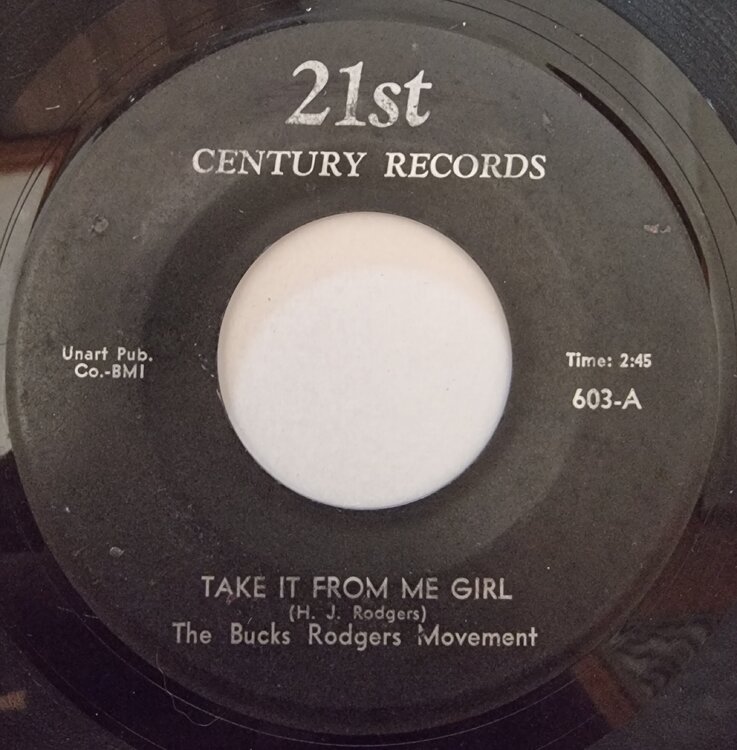 21st
CENTURY RECORDS
Unart Pub.
Co.-BMI
Time: 2:45
603-A
TAKE IT FROM ME GIRL
(H. J. Rodgers)
The Bucks Rodgers Movement